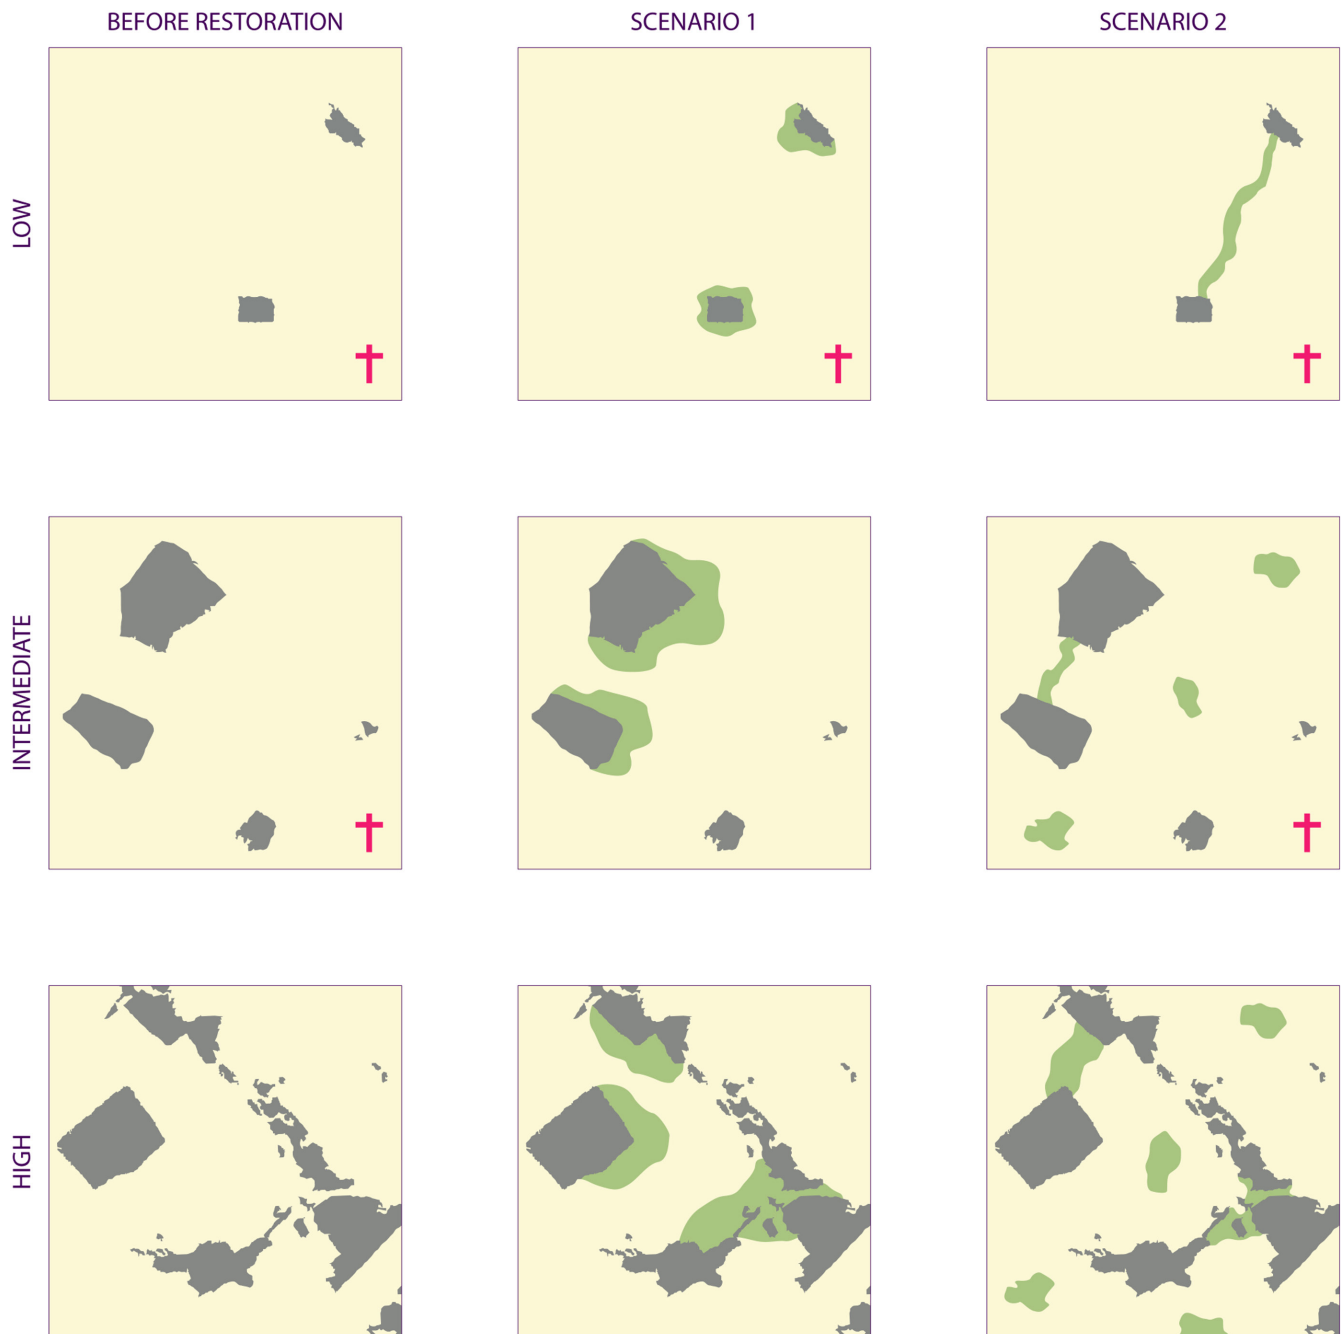 BEFORE RESTORATION
SCENARIO 1
SCENARIO 2
LOW
INTERMEDIATE
HIGH